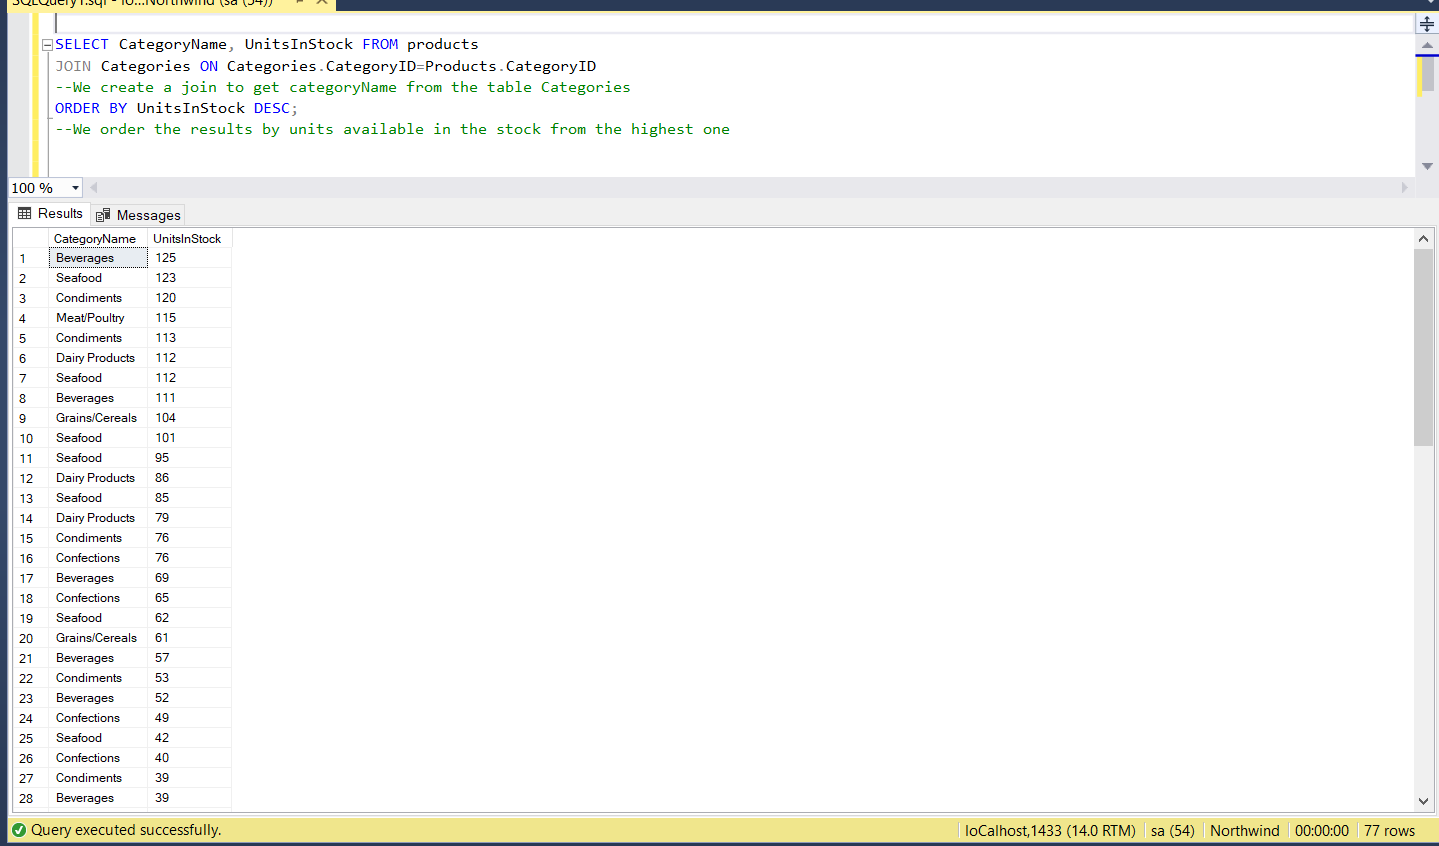 SQLQuery1.sql - lo...Northwind (sa (54))
SELECT CategoryName, UnitsInStock FROM products
JOIN Categories ON Categories.CategoryID=Products.CategoryID
--We create a join to get categoryName from the table Categories
ORDER BY UnitsInStock DESC;
--We order the results by units available in the stock from the highest one
100 %
Results Messages
CategoryName UnitsInStock
1 Beverages 125
2 Seafood 123
3 Condiments 120
4 Meat/Poultry 115
5 Condiments 113
6 Dairy Products 112
7 Seafood 112
8 Beverages 111
9 Grains/Cereals 104
10 Seafood 101
11 Seafood 95
12 Dairy Products 86
13 Seafood 85
14 Dairy Products 79
15 Condiments 76
16 Confections 76
17 Beverages 69
18 Confections 65
19 Seafood 62
20 Grains/Cereals 61
21 Beverages 57
22 Condiments 53
23 Beverages 52
24 Confections 49
25 Seafood 42
26 Confections 40
27 Condiments 39
28 Beverages 39
Query executed successfully. loCalhost,1433 (14.0 RTM) sa (54) Northwind 00:00:00 77 rows